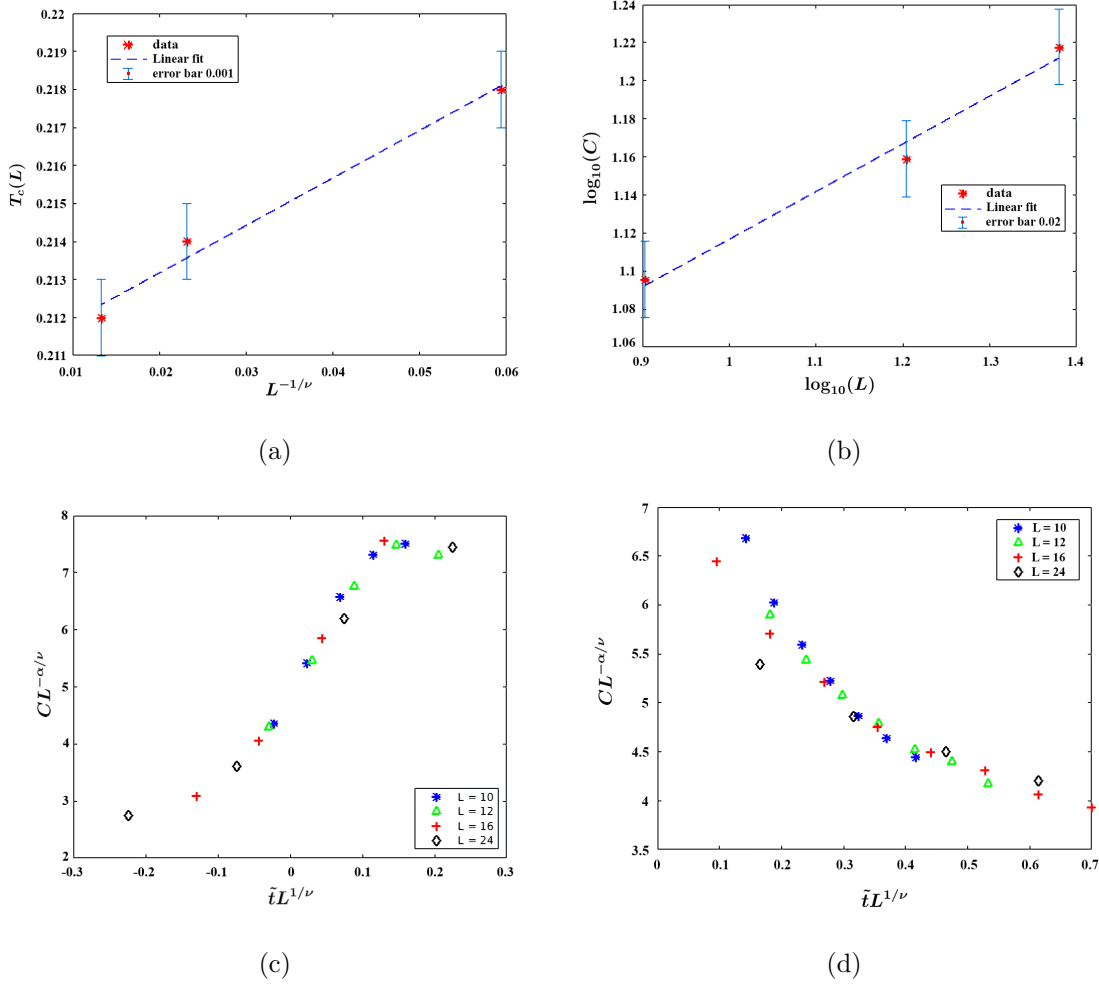 0.22
0.219
0.218
0.217
0.216
0.215
0.214
0.213
0.212
0.211
T_c(L)
data
Linear fit
error bar 0.001
0.01
0.02
0.03
0.04
0.05
0.06
L^{-1/ν}
(a)
1.24
1.22
1.2
1.18
1.16
1.14
1.12
1.1
1.08
1.06
log₁₀(C)
data
Linear fit
error bar 0.02
0.9
1
1.1
1.2
1.3
1.4
log₁₀(L)
(b)
8
7
6
5
4
3
2
CL^{-α/ν}
L = 10
L = 12
L = 16
L = 24
-0.3
-0.2
-0.1
0
0.1
0.2
0.3
t̃L^{1/ν}
(c)
7
6.5
6
5.5
5
4.5
4
3.5
CL^{-α/ν}
L = 10
L = 12
L = 16
L = 24
0
0.1
0.2
0.3
0.4
0.5
0.6
0.7
t̃L^{1/ν}
(d)